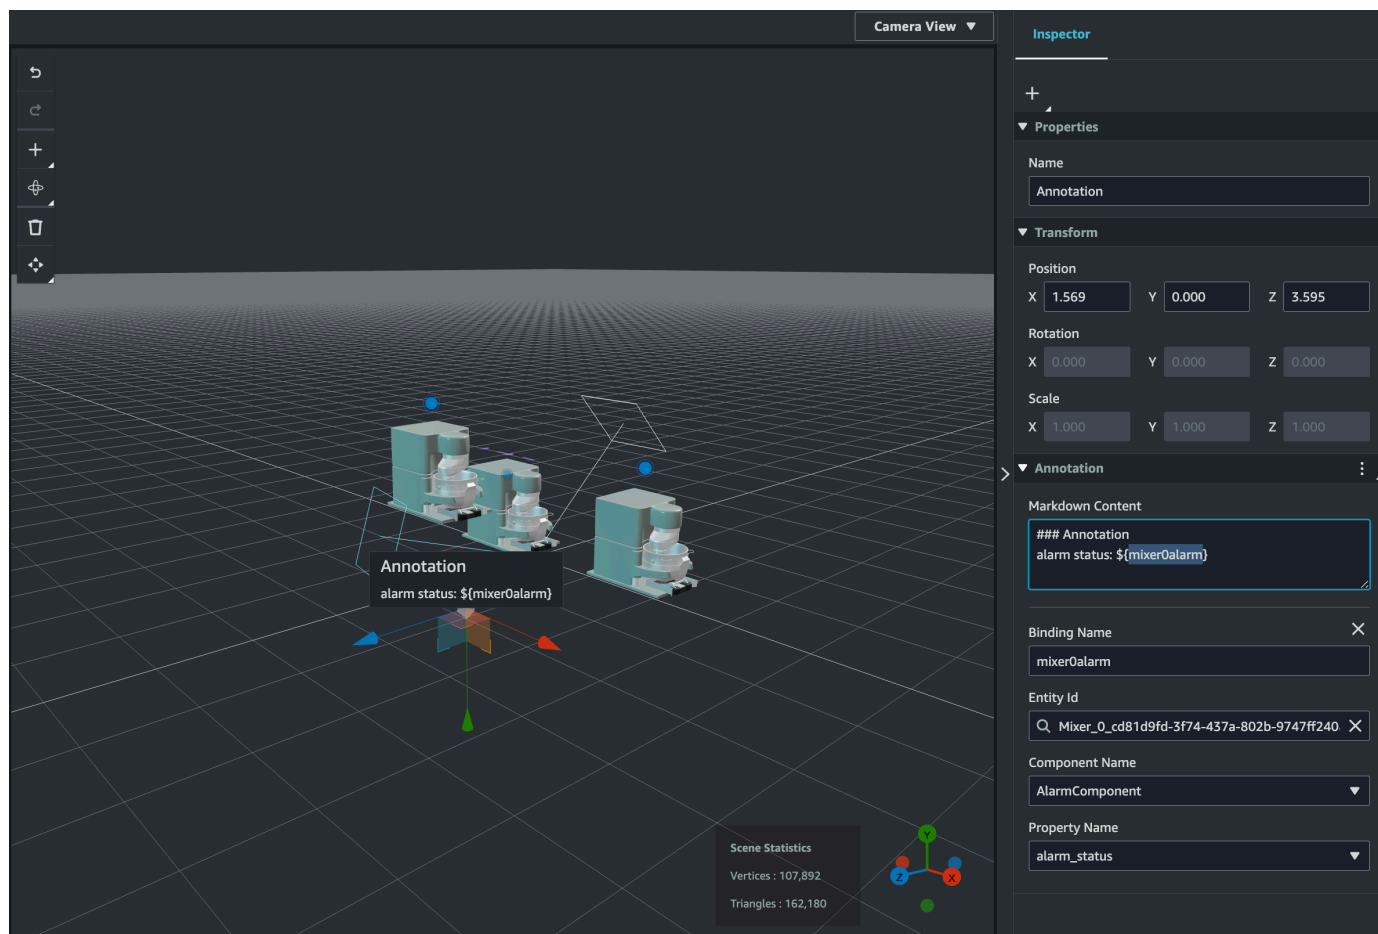 Camera View
Inspector
Properties
Name
Annotation
Transform
Position
X 1.569 Y 0.000 Z 3.595
Rotation
X 0.000 Y 0.000 Z 0.000
Scale
X 1.000 Y 1.000 Z 1.000
Annotation
Markdown Content
### Annotation
alarm status: ${mixer0alarm}
Binding Name
mixer0alarm
Entity Id
Mixer_0_cd81d9fd-3f74-437a-802b-9747ff240
Component Name
AlarmComponent
Property Name
alarm_status
Annotation
alarm status: ${mixer0alarm}
Scene Statistics
Vertices : 107,892
Triangles : 162,180
Y
Z
X